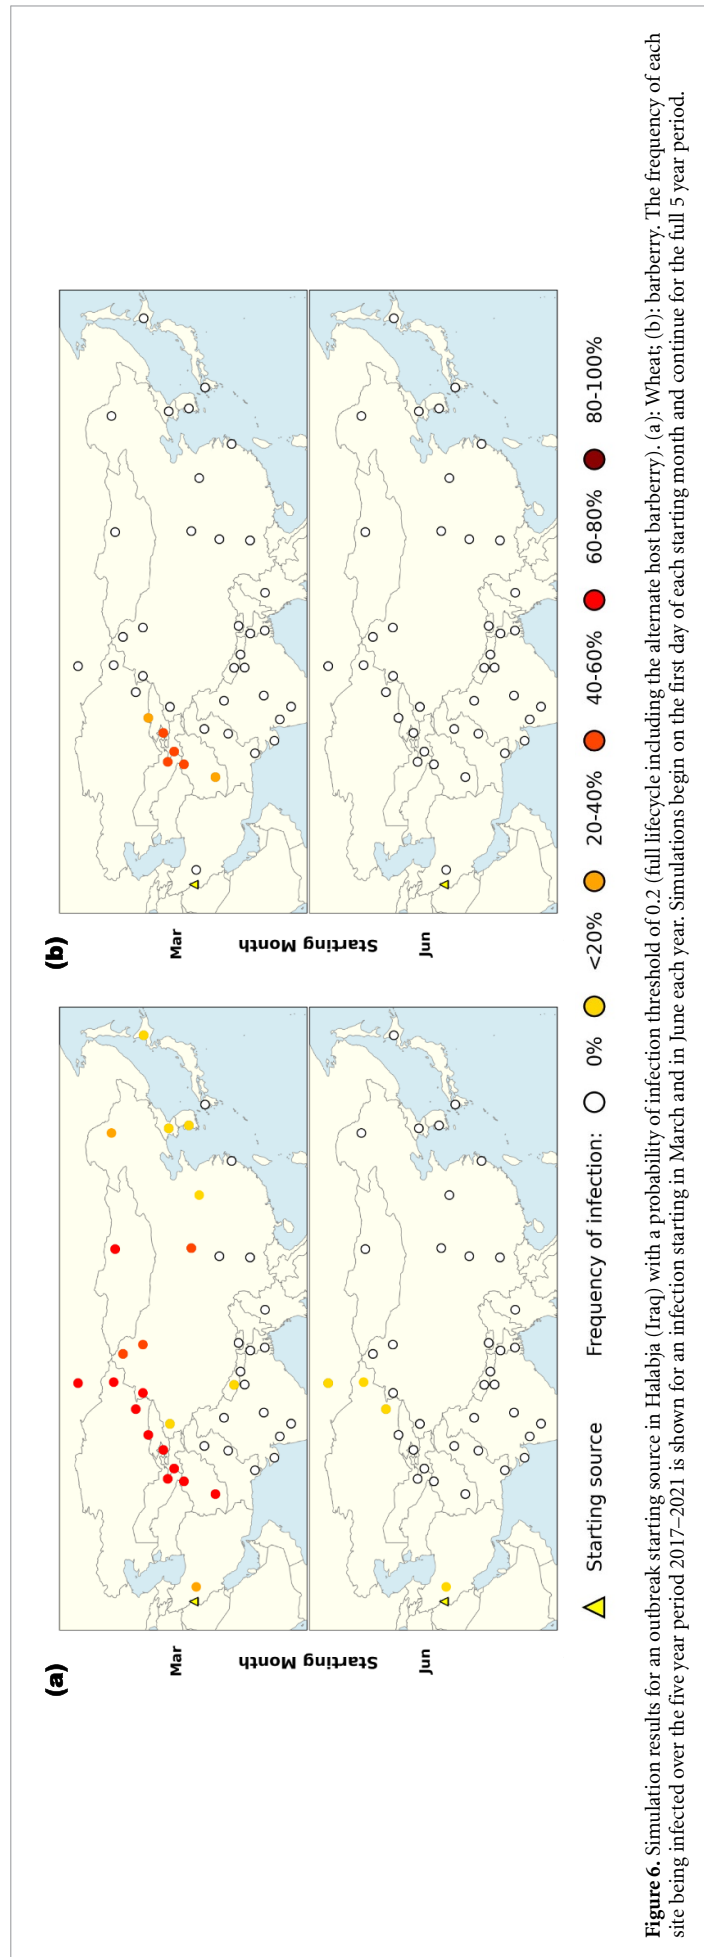 (a)
(b)
Mar
Mar
Starting Month
Starting Month
Jun
Jun
Starting source Frequency of infection: 0% <20% 20-40% 40-60% 60-80% 80-100%
Figure 6. Simulation results for an outbreak starting source in Halabja (Iraq) with a probability of infection threshold of 0.2 (full lifecycle including the alternate host barberry). (a): Wheat; (b): barberry. The frequency of each
site being infected over the five year period 2017–2021 is shown for an infection starting in March and in June each year. Simulations begin on the first day of each starting month and continue for the full 5 year period.